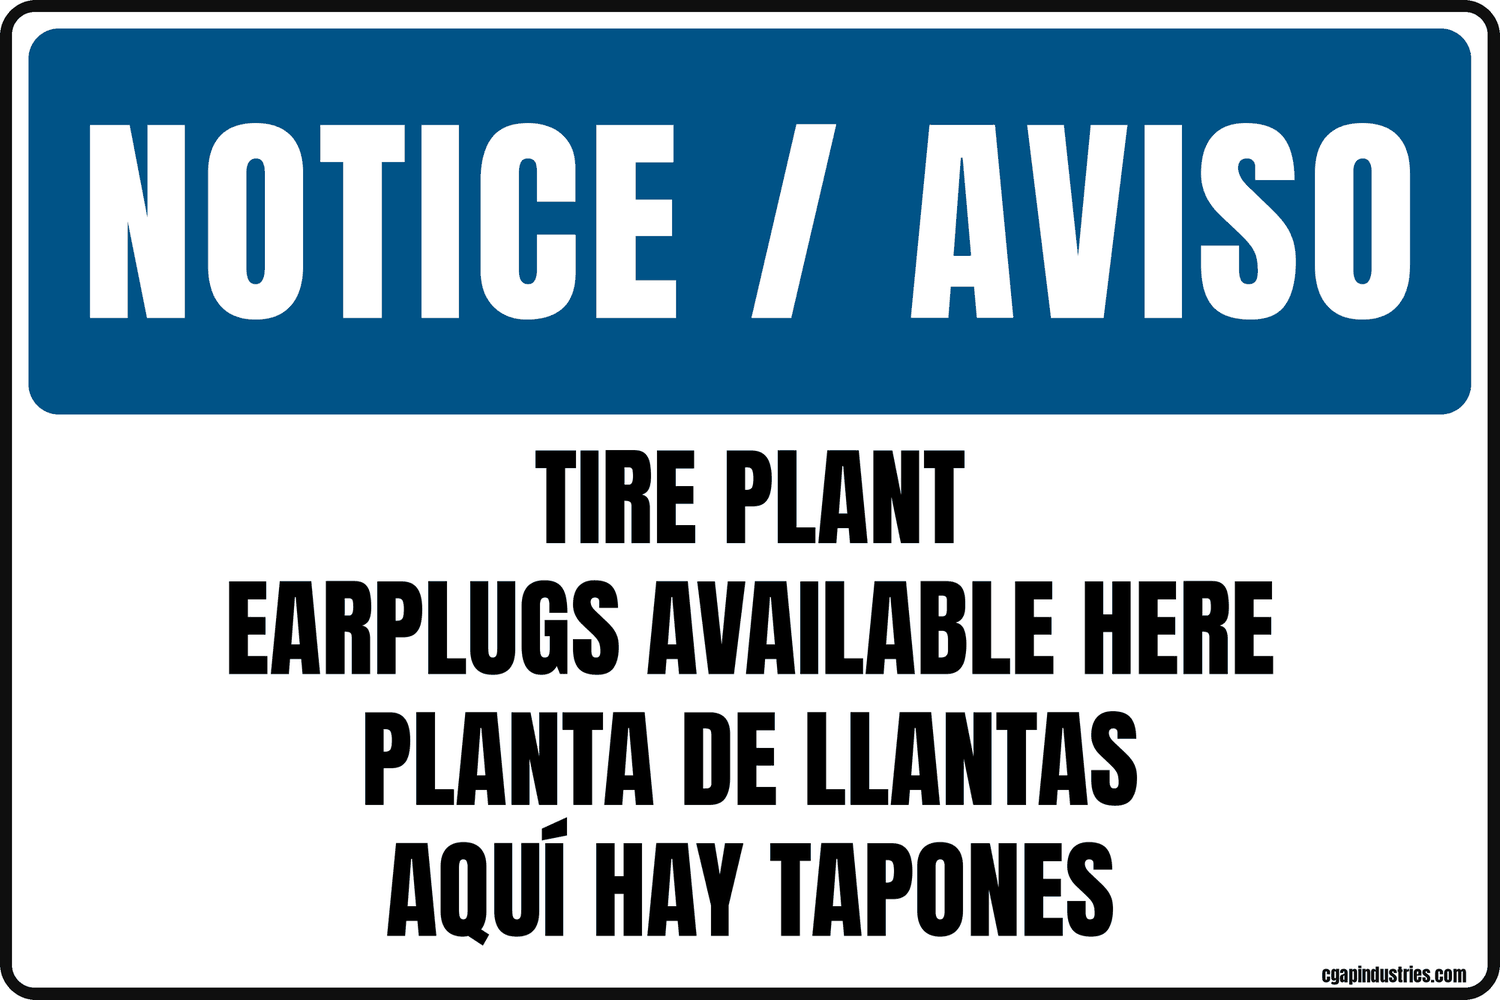 NOTICE / AVISO
TIRE PLANT
EARPLUGS AVAILABLE HERE
PLANTA DE LLANTAS
AQUÍ HAY TAPONES
cgapindustries.com